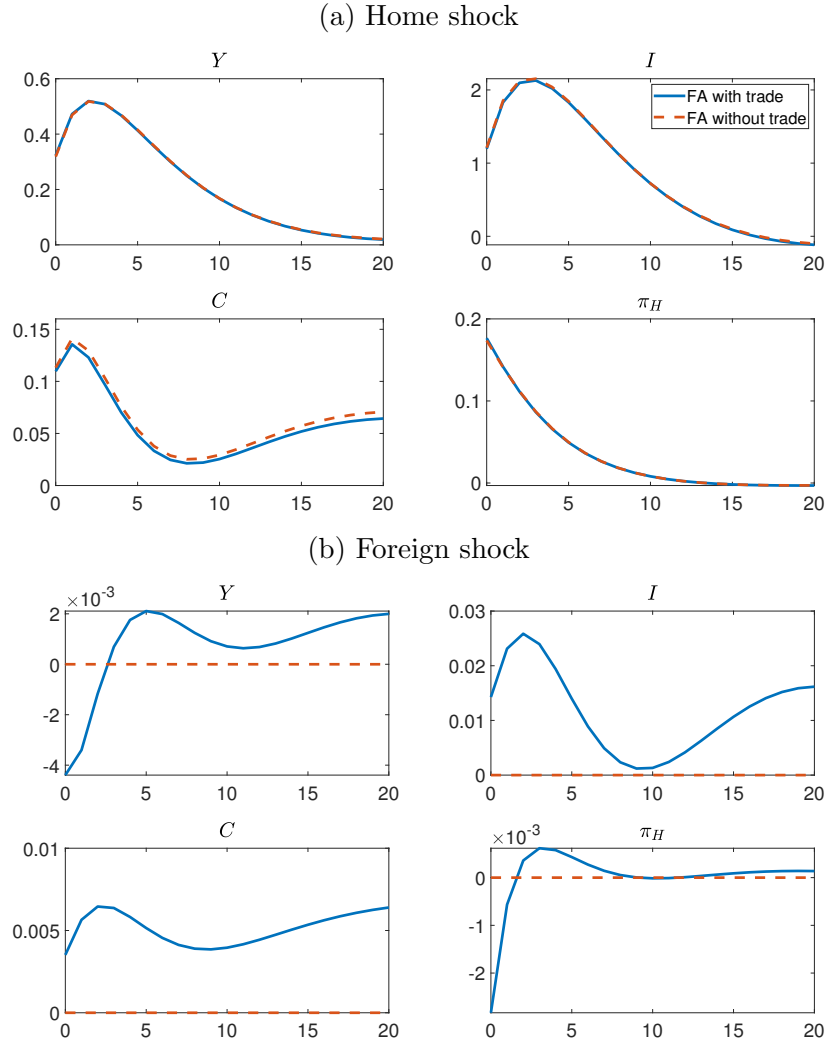 (a) Home shock
Y
I
0.6
0.4
0.2
0
0 5 10 15 20
2
1
0
0 5 10 15 20
FA with trade
FA without trade
C
π_H
0.15
0.1
0.05
0
0 5 10 15 20
0.2
0.1
0
0 5 10 15 20
(b) Foreign shock
Y
I
×10^-3
2
0
-2
-4
0 5 10 15 20
0.03
0.02
0.01
0
0 5 10 15 20
C
π_H
0.01
0.005
0
0 5 10 15 20
×10^-3
0
-1
-2
0 5 10 15 20